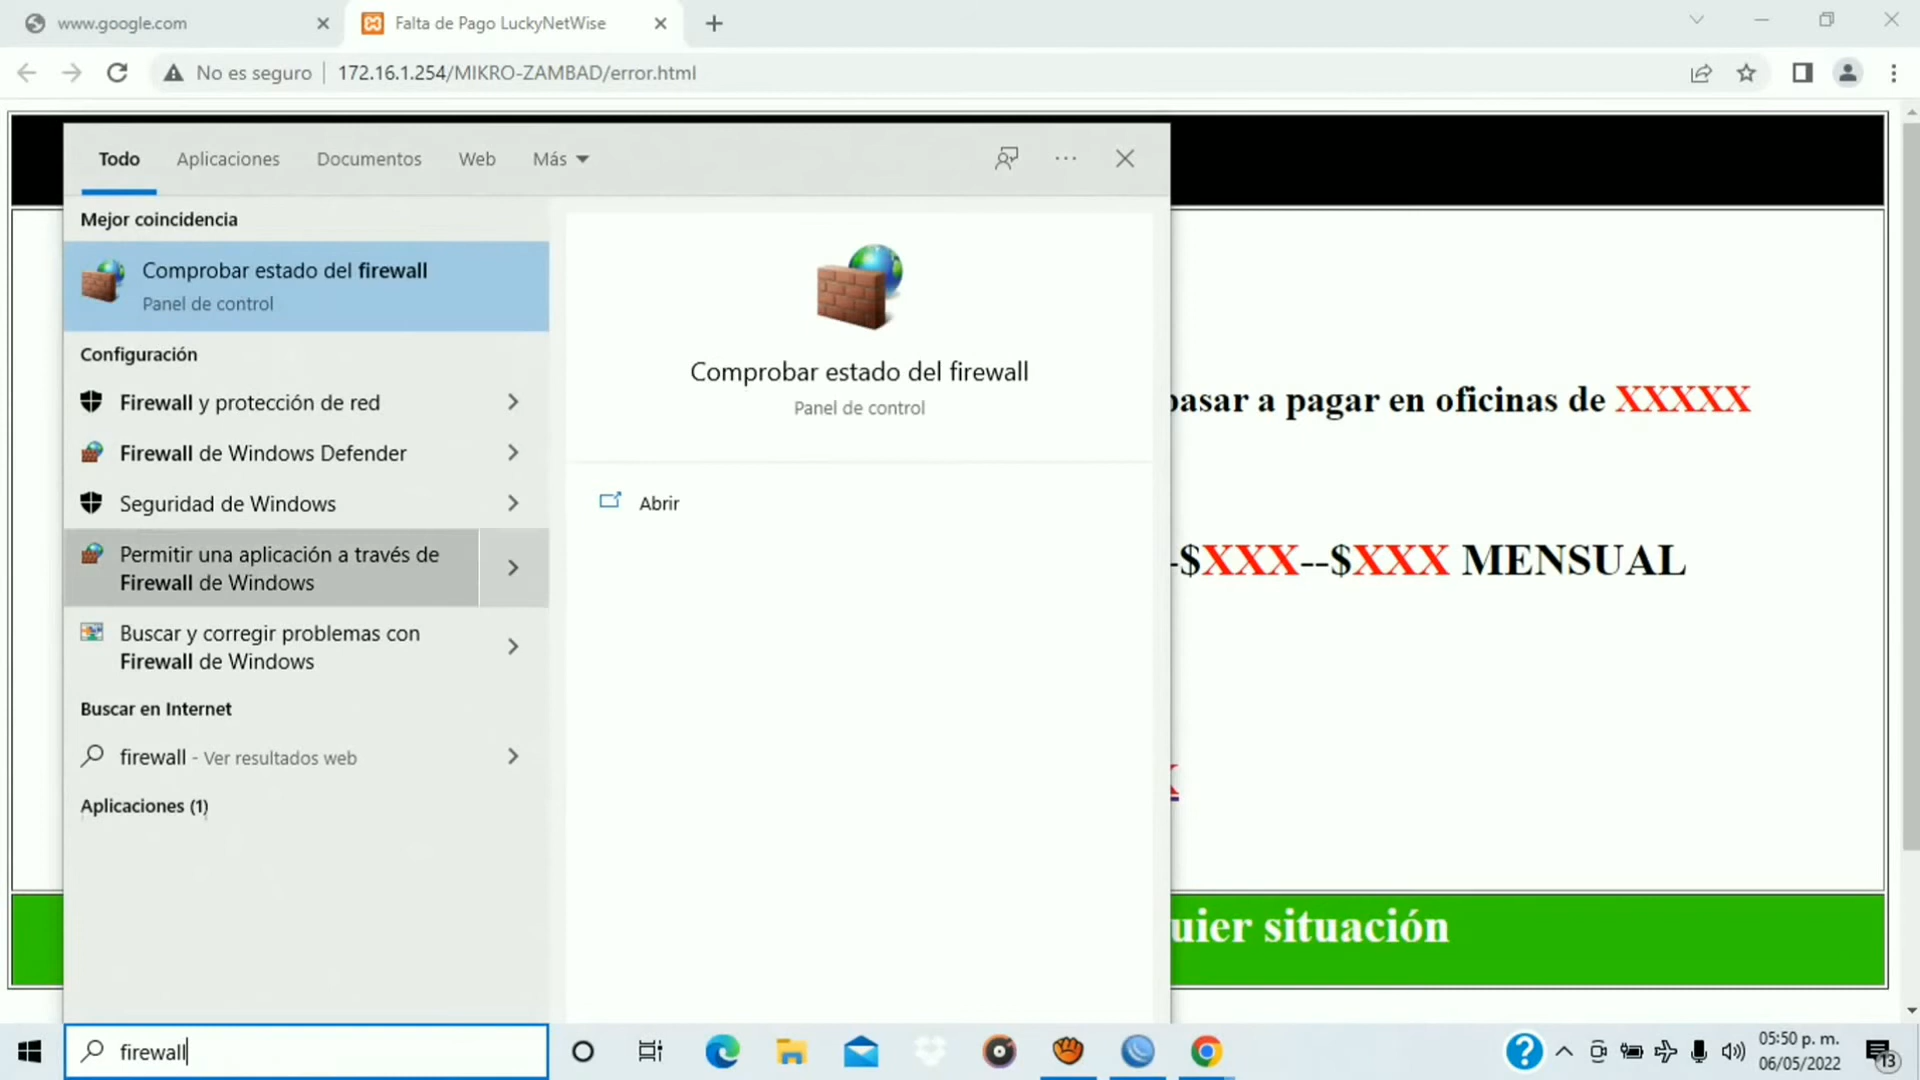 www.google.com
Falta de Pago LuckyNetWise
No es seguro
172.16.1.254/MIKRO-ZAMBAD/error.html
Todo
Aplicaciones
Documentos
Web
Más
Mejor coincidencia
Comprobar estado del firewall
Panel de control
Configuración
Firewall y protección de red
Firewall de Windows Defender
Seguridad de Windows
Permitir una aplicación a través de
Firewall de Windows
Buscar y corregir problemas con
Firewall de Windows
Buscar en Internet
firewall - Ver resultados web
Aplicaciones (1)
Comprobar estado del firewall
Panel de control
Abrir
pasar a pagar en oficinas de XXXXX
-$XXX--$XXX MENSUAL
uier situación
firewall
05:50 p. m.
06/05/2022
13